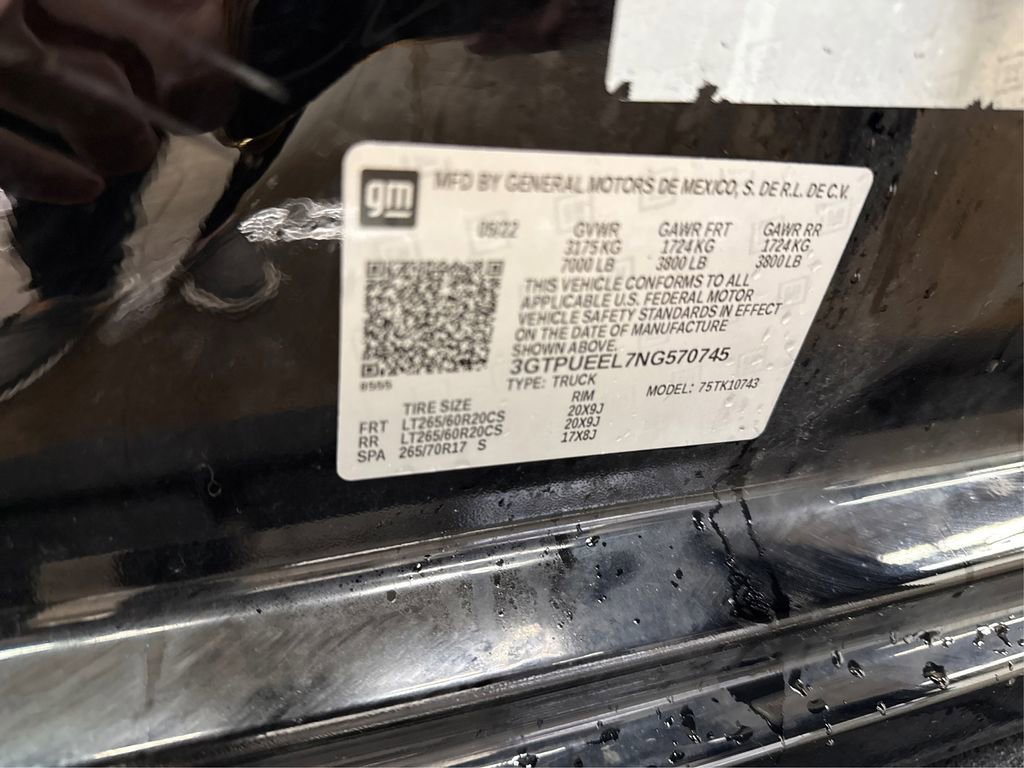 gm
MFD BY GENERAL MOTORS DE MEXICO, S. DE R.L. DE C.V.
05/22 GVWR GAWR FRT GAWR RR
3175 KG 1724 KG 1724 KG
7000 LB 3800 LB 3800 LB
THIS VEHICLE CONFORMS TO ALL
APPLICABLE U.S. FEDERAL MOTOR
VEHICLE SAFETY STANDARDS IN EFFECT
ON THE DATE OF MANUFACTURE
SHOWN ABOVE.
3GTPUEEL7NG570745
8555
TYPE: TRUCK MODEL: 75TK10743
TIRE SIZE RIM
FRT LT265/60R20CS 20X9J
RR LT265/60R20CS 20X9J
SPA 265/70R17 S 17X8J